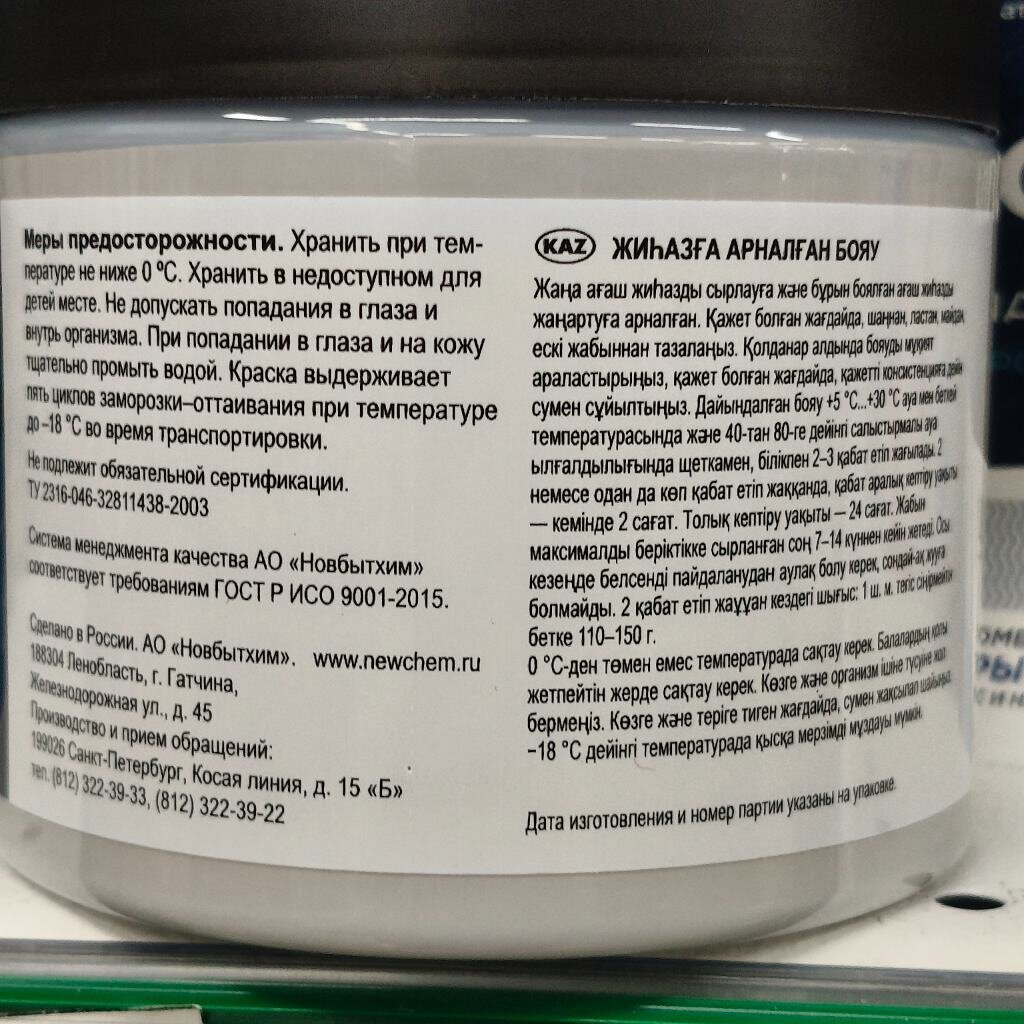 Меры предосторожности. Хранить при тем-
пературе не ниже 0 °С. Хранить в недоступном для
детей месте. Не допускать попадания в глаза и
внутрь организма. При попадании в глаза и на кожу
тщательно промыть водой. Краска выдерживает
пять циклов заморозки–оттаивания при температуре
до –18 °С во время транспортировки.
Не подлежит обязательной сертификации.
ТУ 2316-046-32811438-2003
Система менеджмента качества АО «Новбытхим»
соответствует требованиям ГОСТ Р ИСО 9001-2015.
Сделано в России. АО «Новбытхим». www.newchem.ru
188304 Ленобласть, г. Гатчина,
Железнодорожная ул., д. 45
Производство и прием обращений:
199026 Санкт-Петербург, Косая линия, д. 15 «Б»
тел. (812) 322-39-33, (812) 322-39-22
KAZ ЖИҺАЗҒА АРНАЛҒАН БОЯУ
Жаңа ағаш жиһазды сырлауға және бұрын боялған ағаш жиһазды
жаңартуға арналған. Қажет болған жағдайда, шаңнан, ластан, майдан,
ескі жабыннан тазалаңыз. Қолданар алдында бояуды мұқият
араластырыңыз, қажет болған жағдайда, қажетті консистенцияға дейін
сумен сұйылтыңыз. Дайындалған бояу +5 °С...+30 °С ауа мен беткей
температурасында және 40-тан 80-ге дейінгі салыстырмалы ауа
ылғалдылығында щеткамен, білікпен 2–3 қабат етіп жағылады. 2
немесе одан да көп қабат етіп жаққанда, қабат аралық кептіру уақыты
— кемінде 2 сағат. Толық кептіру уақыты — 24 сағат. Жабын
максималды беріктікке сырланған соң 7–14 күннен кейін жетеді. Осы
кезеңде белсенді пайдаланудан аулақ болу керек, сондай-ақ жууға
болмайды. 2 қабат етіп жаұұан кездегі шығыс: 1 ш. м. тегіс сіңірмейтін
бетке 110–150 г.
0 °С-ден төмен емес температурада сақтау керек. Балалардың қолы
жетпейтін жерде сақтау керек. Көзге және организм ішіне түсуіне жол
бермеңіз. Көзге және теріге тиген жағдайда, сумен жақсылап шайыңыз.
–18 °С дейінгі температурада қысқа мерзімді мұздауы мүмкін.
Дата изготовления и номер партии указаны на упаковке.